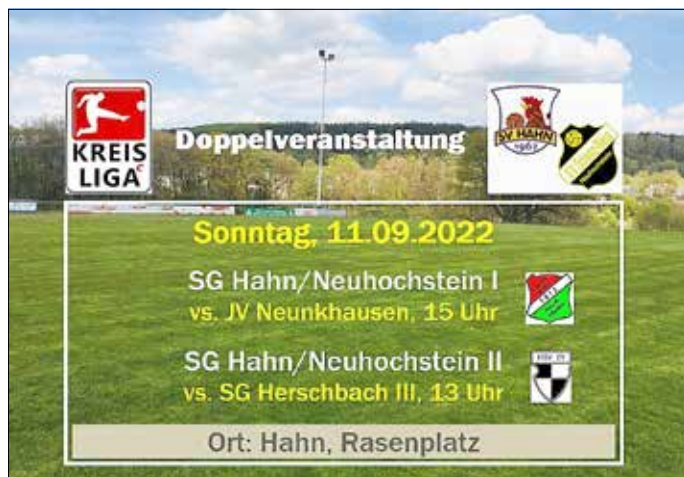 KREIS
LIGA
Doppelveranstaltung
SV HAHN
1962
Sonntag, 11.09.2022
SG Hahn/Neuhochstein I
vs. JV Neunkhausen, 15 Uhr
SG Hahn/Neuhochstein II
vs. SG Herschbach III, 13 Uhr
Ort: Hahn, Rasenplatz